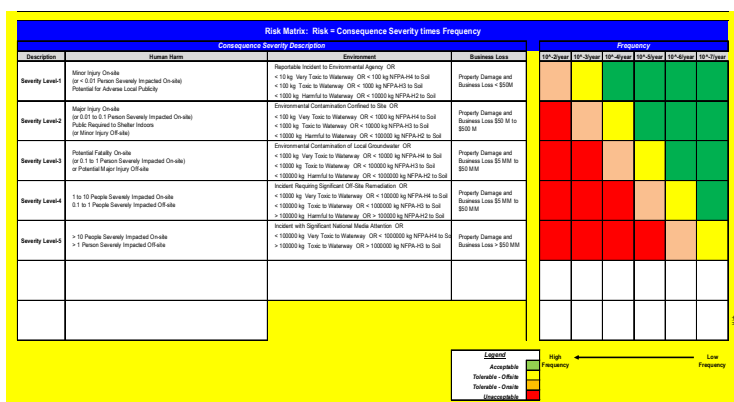 Risk Matrix: Risk = Consequence Severity times Frequency
Consequence Severity Description
Frequency
Description
Human Harm
Environment
Business Loss
10^-2/year
10^-3/year
10^-4/year
10^-5/year
10^-6/year
10^-7/year
Severity Level-1
Minor Injury On-site
(or < 0.01 Person Severely Impacted On-site)
Potential for Adverse Local Publicity
Reportable Incident to Environmental Agency OR
< 10 kg Very Toxic to Waterway OR < 100 kg NFPA-H4 to Soil
< 100 kg Toxic to Waterway OR < 1000 kg NFPA-H3 to Soil
< 1000 kg Harmful to Waterway OR < 10000 kg NFPA-H2 to Soil
Property Damage and
Business Loss < $50M
Severity Level-2
Major Injury On-site
(or 0.01 to 0.1 Person Severely Impacted On-site)
Public Required to Shelter Indoors
(or Minor Injury Off-site)
Environmental Contamination Confined to Site OR
< 100 kg Very Toxic to Waterway OR < 1000 kg NFPA-H4 to Soil
< 1000 kg Toxic to Waterway OR < 10000 kg NFPA-H3 to Soil
< 10000 kg Harmful to Waterway OR < 100000 kg NFPA-H2 to Soil
Property Damage and
Business Loss $50 M to
$500 M
Severity Level-3
Potential Fatality On-site
(or 0.1 to 1 Person Severely Impacted On-site)
or Potential Major Injury Off-site
Environmental Contamination of Local Groundwater OR
< 1000 kg Very Toxic to Waterway OR < 10000 kg NFPA-H4 to Soil
< 10000 kg Toxic to Waterway OR < 100000 kg NFPA-H3 to Soil
< 100000 kg Harmful to Waterway OR < 1000000 kg NFPA-H2 to Soil
Property Damage and
Business Loss $5 MM to
$50 MM
Severity Level-4
1 to 10 People Severely Impacted On-site
0.1 to 1 People Severely Impacted Off-site
Incident Requiring Significant Off-Site Remediation OR
< 10000 kg Very Toxic to Waterway OR < 100000 kg NFPA-H4 to Soil
< 100000 kg Toxic to Waterway OR < 1000000 kg NFPA-H3 to Soil
> 100000 kg Harmful to Waterway OR > 1000000 kg NFPA-H2 to Soil
Property Damage and
Business Loss $5 MM to
$50 MM
Severity Level-5
> 10 People Severely Impacted On-site
> 1 Person Severely Impacted Off-site
Incident with Significant National Media Attention OR
< 100000 kg Very Toxic to Waterway OR < 1000000 kg NFPA-H4 to So
> 100000 kg Toxic to Waterway OR > 1000000 kg NFPA-H3 to Soil
Property Damage and
Business Loss > $50 MM
Legend
Acceptable
Tolerable - Offsite
Tolerable - Onsite
Unacceptable
High
Frequency
Low
Frequency